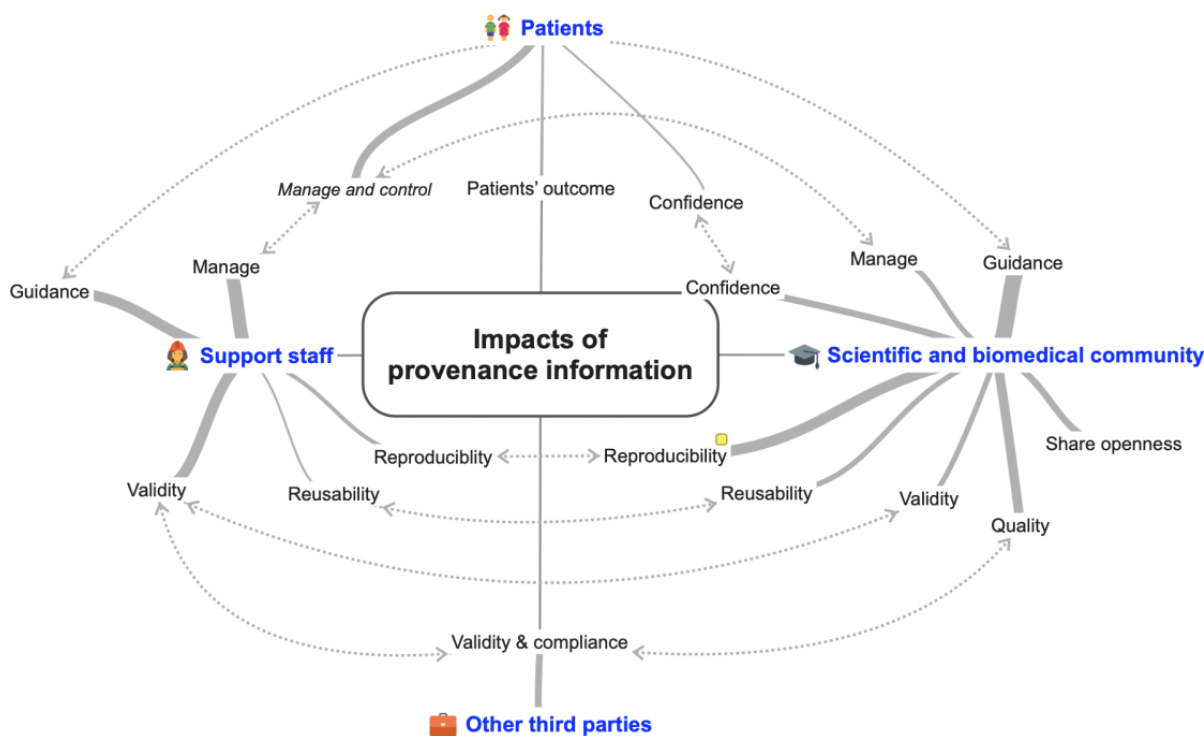 Patients
Manage and control
Patients’ outcome
Confidence
Manage
Guidance
Manage
Guidance
Confidence
Impacts of
provenance information
Support staff
Scientific and biomedical community
Reproduciblity
Reproducibility
Share openness
Validity
Reusability
Reusability
Validity
Quality
Validity & compliance
Other third parties